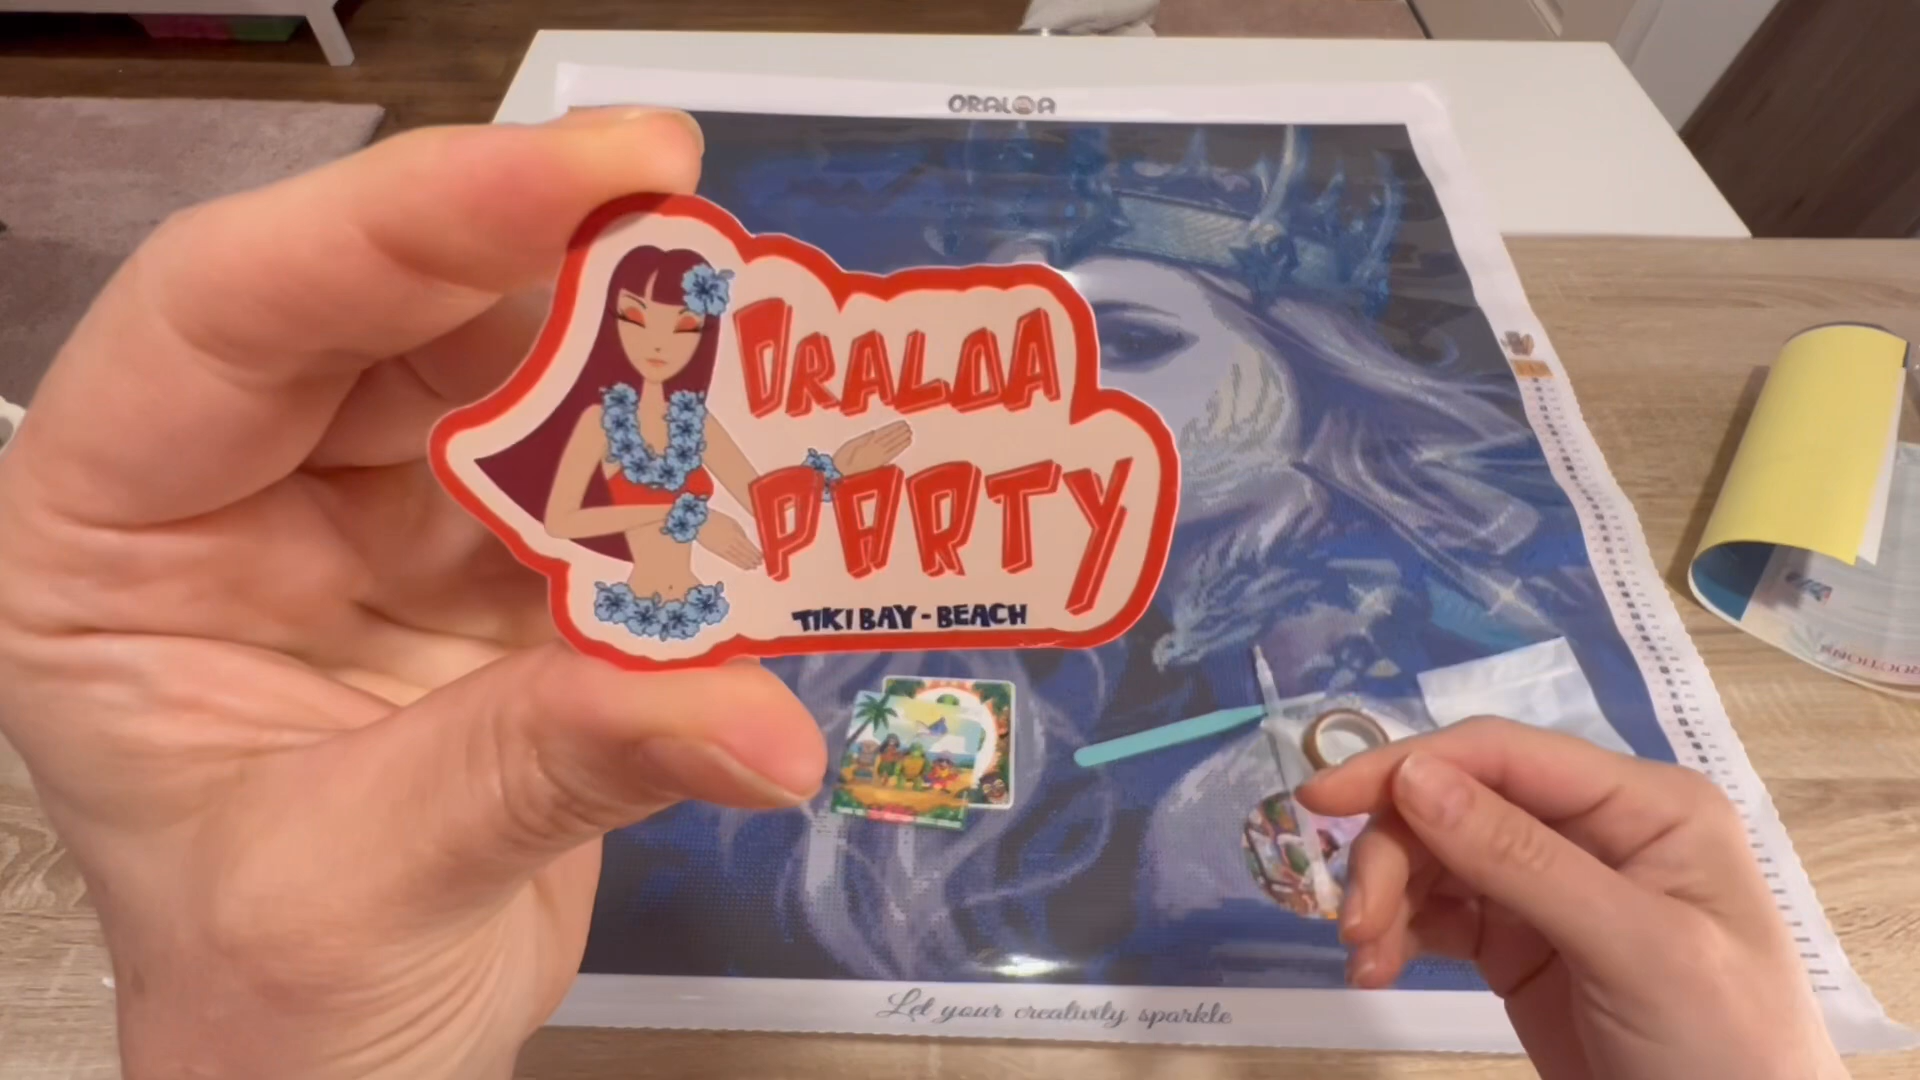 ORALOA
ORALOA
PARTY
TIKI BAY - BEACH
Let your creativity sparkle